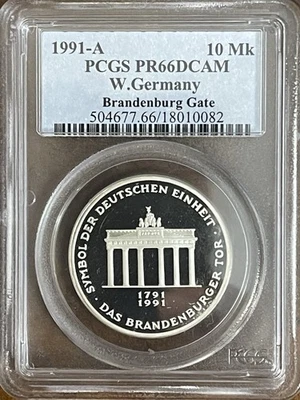 1991-A 10 Mk
PCGS PR66DCAM
W.Germany
Brandenburg Gate
504677.66/18010082
SYMBOL DER DEUTSCHEN EINHEIT ·
1791
1991
· DAS BRANDENBURGER TOR ·